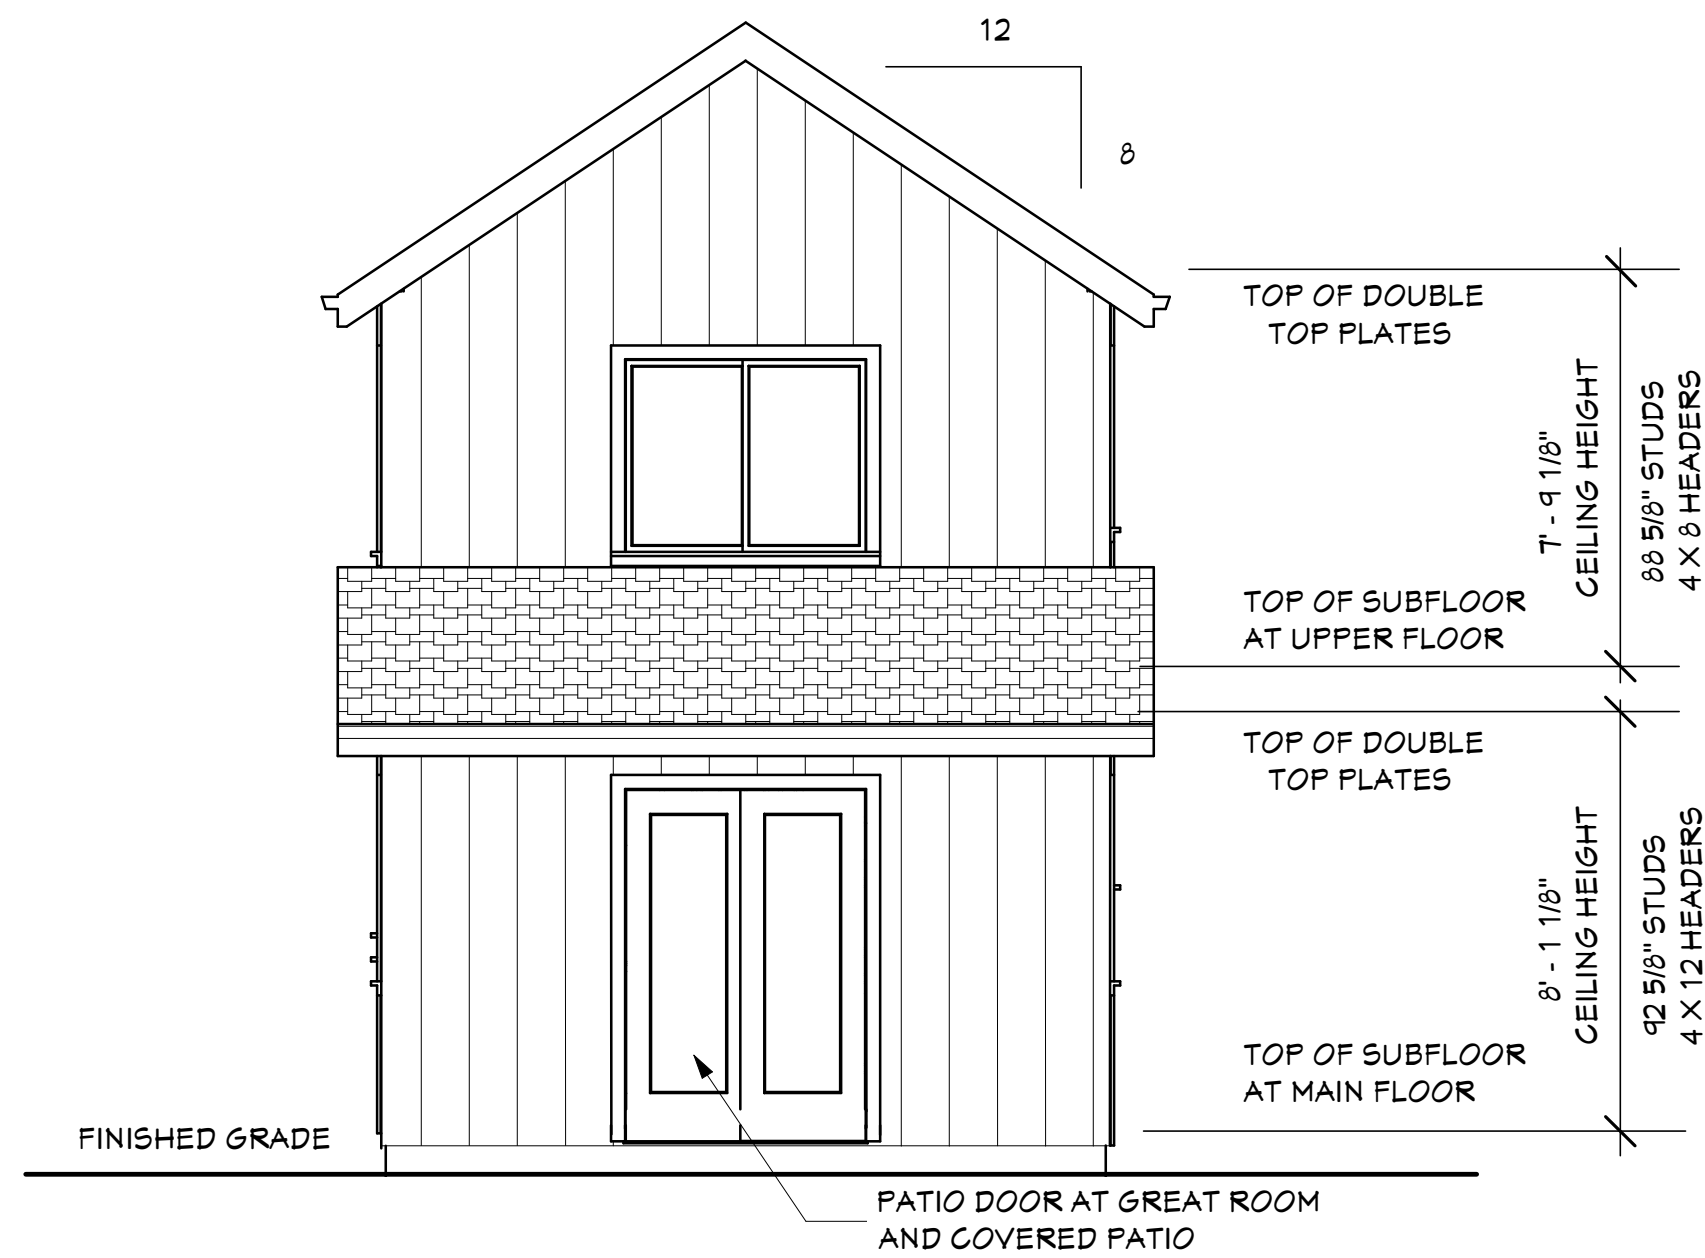 12
8
TOP OF DOUBLE
TOP PLATES
7' - 9 1/8"
CEILING HEIGHT
88 5/8" STUDS
4 X 8 HEADERS
TOP OF SUBFLOOR
AT UPPER FLOOR
TOP OF DOUBLE
TOP PLATES
8' - 1 1/8"
CEILING HEIGHT
92 5/8" STUDS
4 X 12 HEADERS
TOP OF SUBFLOOR
AT MAIN FLOOR
FINISHED GRADE
PATIO DOOR AT GREAT ROOM
AND COVERED PATIO